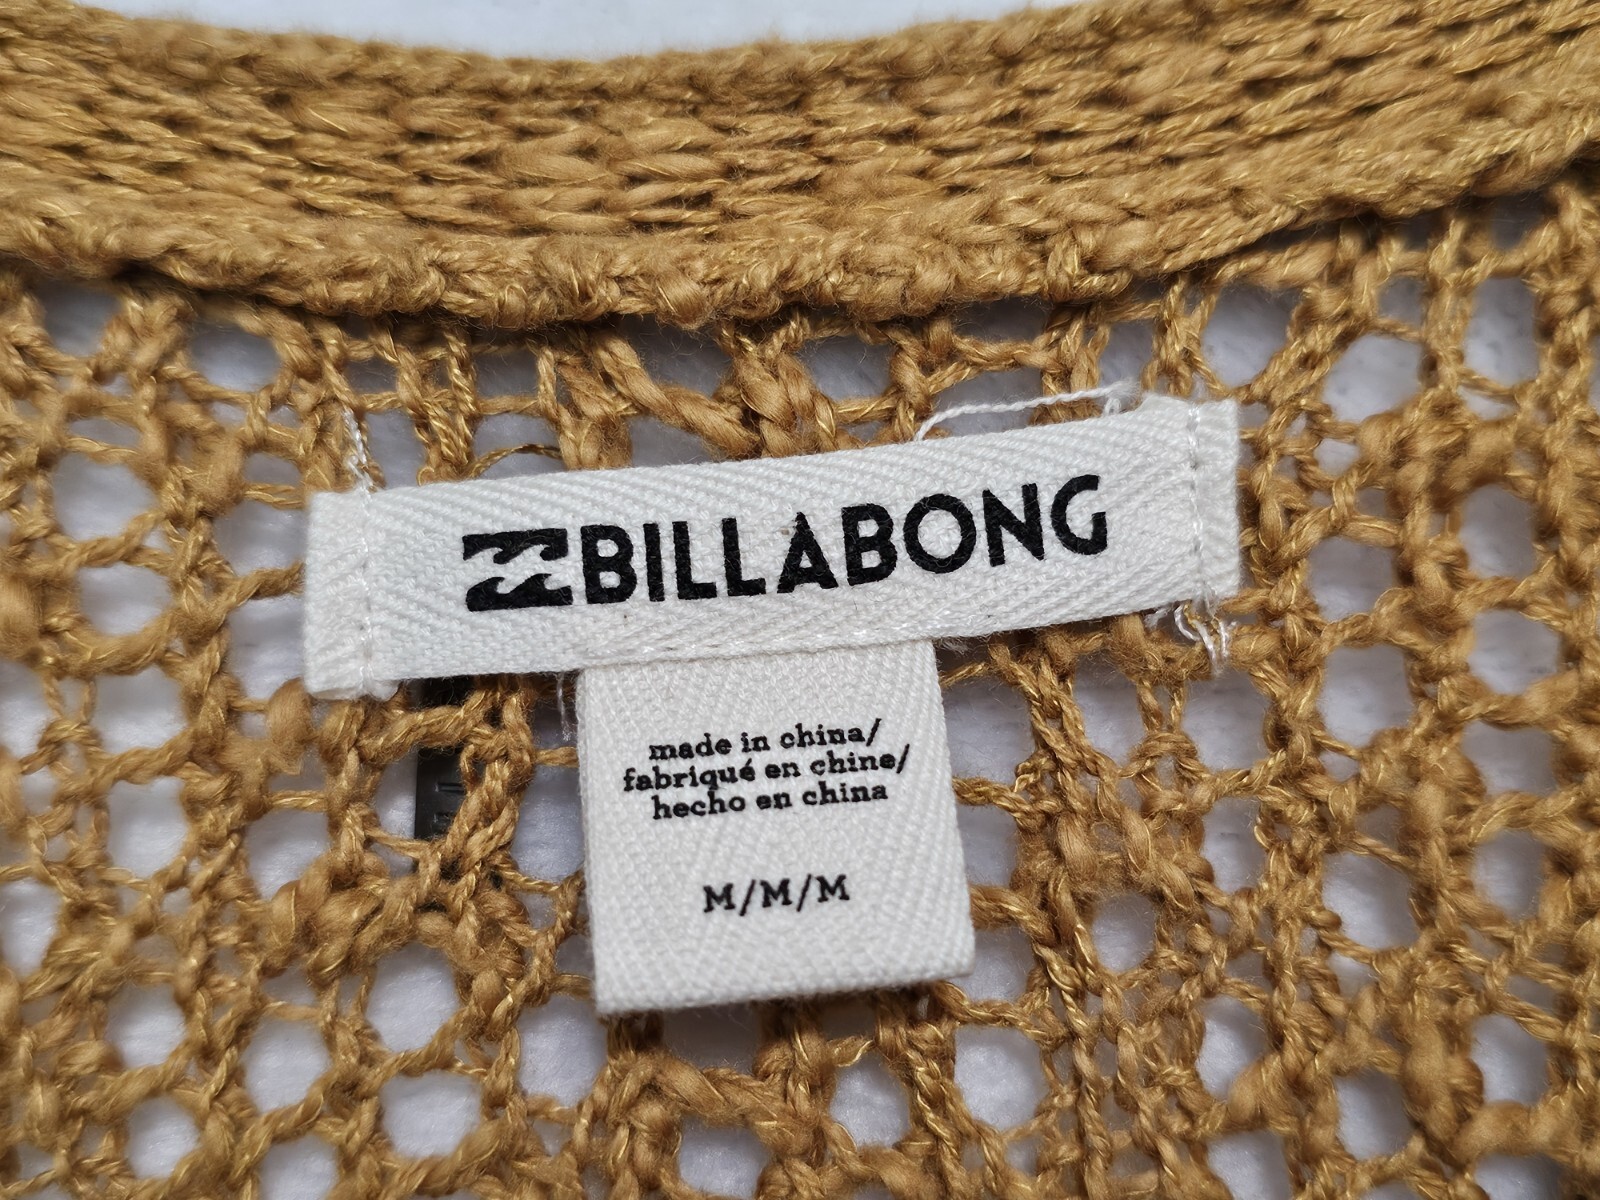 BILLABONG
made in china/
fabriqué en chine/
hecho en china
M/M/M